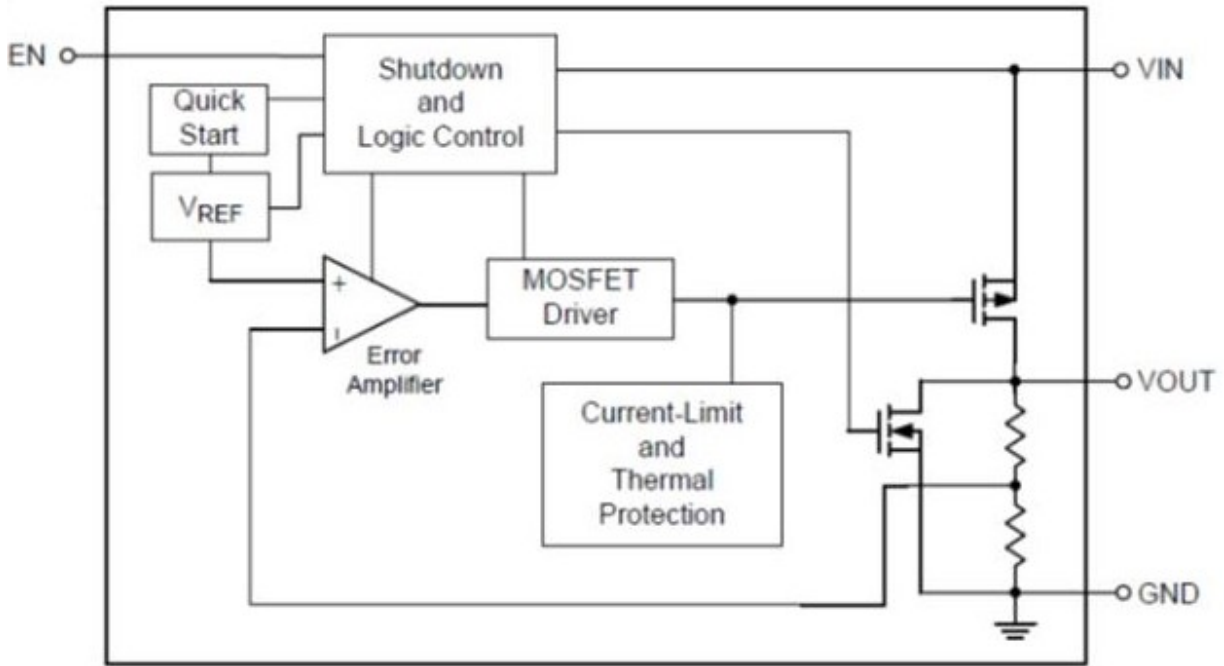 EN
Shutdown
and
Logic Control
VIN
Quick
Start
VREF
+
-
MOSFET
Driver
Error
Amplifier
VOUT
Current-Limit
and
Thermal
Protection
GND